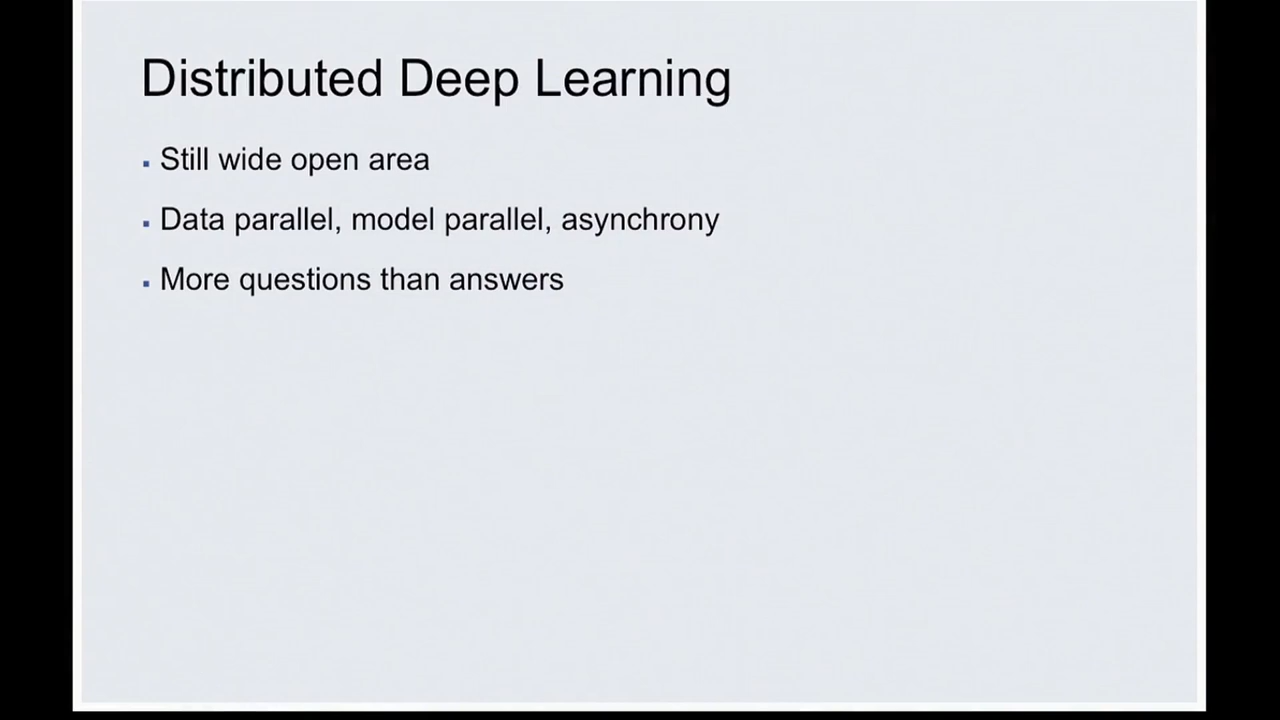 Distributed Deep Learning
▪ Still wide open area
▪ Data parallel, model parallel, asynchrony
▪ More questions than answers